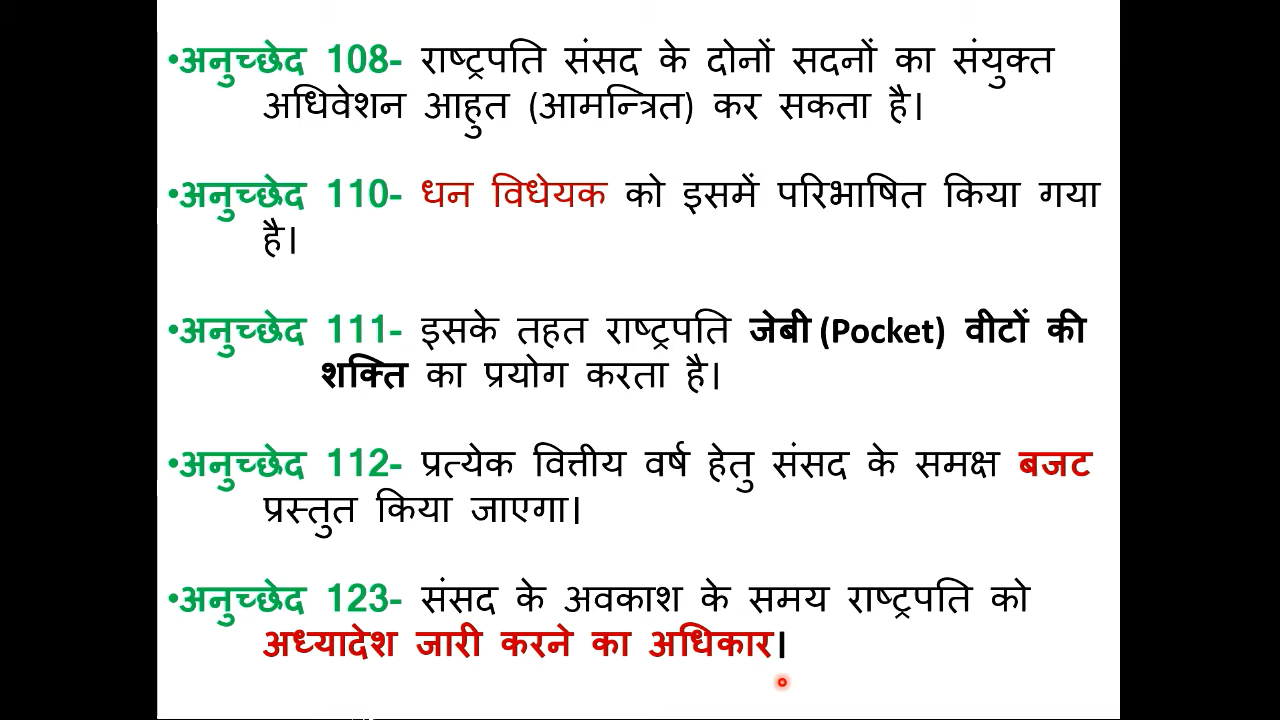 •अनुच्छेद 108- राष्ट्रपति संसद के दोनों सदनों का संयुक्त
अधिवेशन आहुत (आमन्त्रित) कर सकता है।
•अनुच्छेद 110- धन विधेयक को इसमें परिभाषित किया गया
है।
•अनुच्छेद 111- इसके तहत राष्ट्रपति जेबी (Pocket) वीटों की
शक्ति का प्रयोग करता है।
•अनुच्छेद 112- प्रत्येक वित्तीय वर्ष हेतु संसद के समक्ष बजट
प्रस्तुत किया जाएगा।
•अनुच्छेद 123- संसद के अवकाश के समय राष्ट्रपति को
अध्यादेश जारी करने का अधिकार।